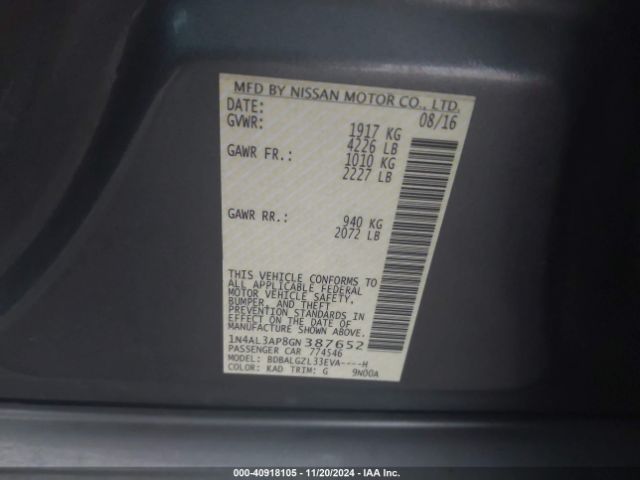 MFD BY NISSAN MOTOR CO., LTD.
DATE: 08/16
GVWR: 1917 KG
4226 LB
GAWR FR.: 1010 KG
2227 LB
GAWR RR.: 940 KG
2072 LB
THIS VEHICLE CONFORMS TO
ALL APPLICABLE FEDERAL
MOTOR VEHICLE SAFETY,
BUMPER, AND THEFT
PREVENTION STANDARDS IN
EFFECT ON THE DATE OF
MANUFACTURE SHOWN ABOVE.
1N4AL3AP8GN387652
PASSENGER CAR 774546
MODEL: BDBALGZL33EVA----H
COLOR: KAD TRIM: G 9N00A
000-40918105 - 11/20/2024 - IAA Inc.